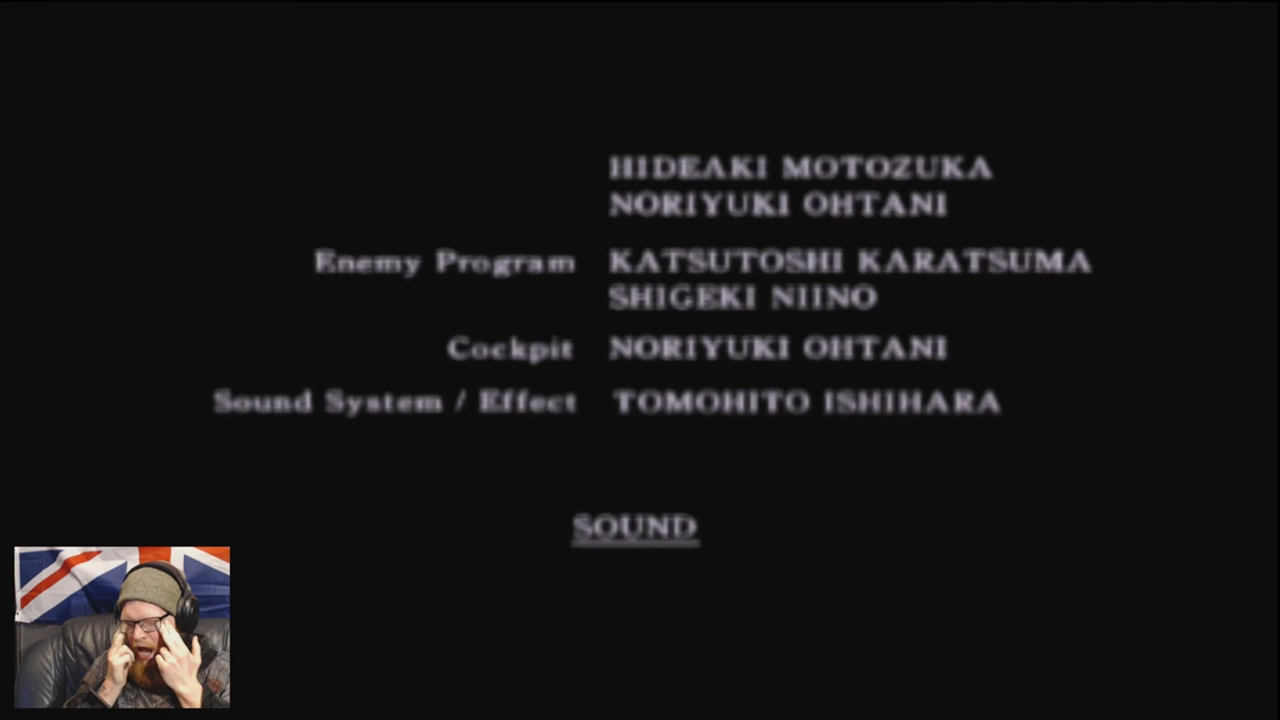 HIDEAKI MOTOZUKA
NORIYUKI OHTANI
Enemy Program KATSUTOSHI KARATSUMA
SHIGEKI NIINO
Cockpit NORIYUKI OHTANI
Sound System / Effect TOMOHITO ISHIHARA
SOUND